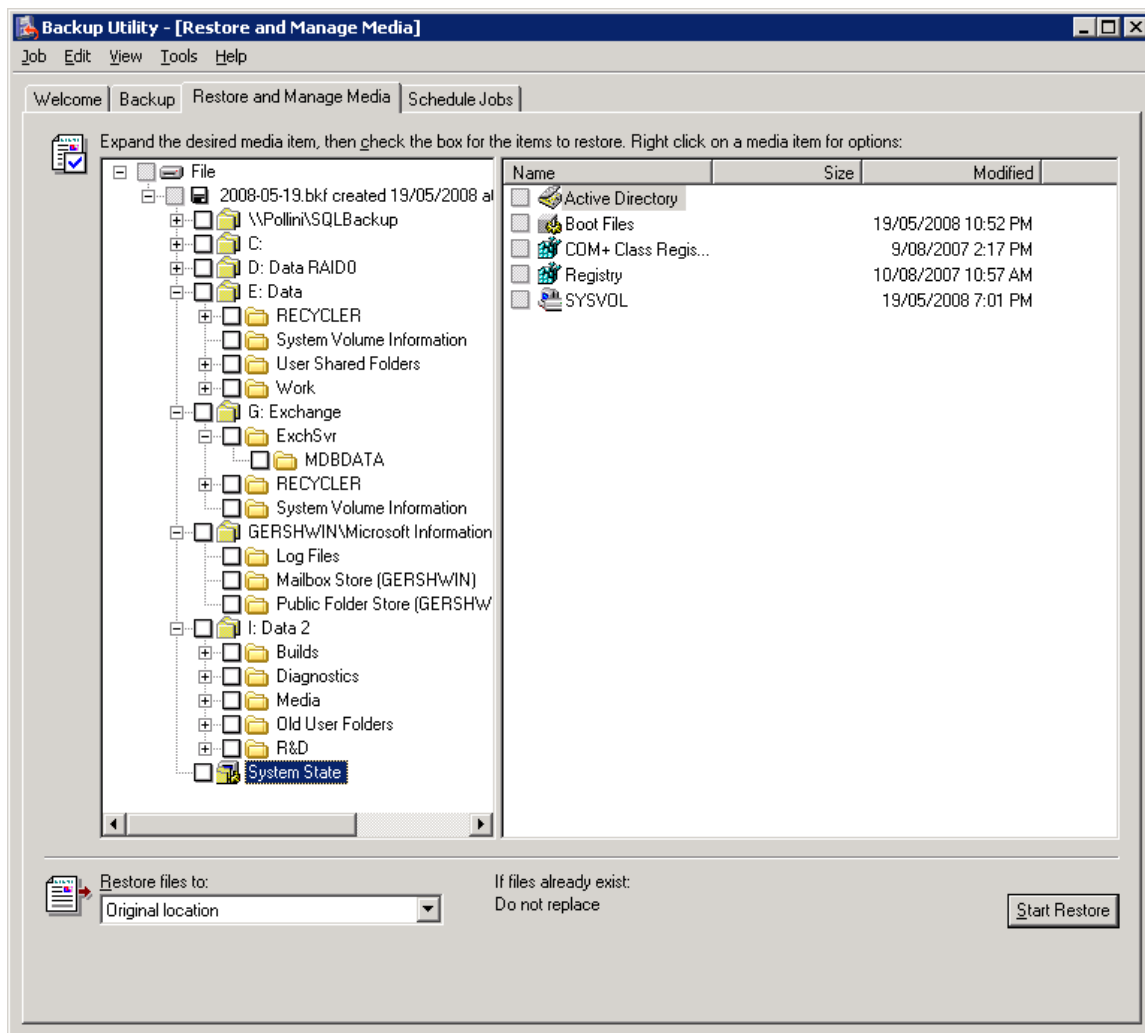 Backup Utility - [Restore and Manage Media]
Job Edit View Tools Help
Welcome Backup Restore and Manage Media Schedule Jobs
Expand the desired media item, then check the box for the items to restore. Right click on a media item for options:
File
2008-05-19.bkf created 19/05/2008
\\Pollini\SQLBackup
C:
D: Data RAID0
E: Data
RECYCLER
System Volume Information
User Shared Folders
Work
G: Exchange
ExchSvr
MDBDATA
RECYCLER
System Volume Information
GERSHWIN\Microsoft Information
Log Files
Mailbox Store (GERSHWIN)
Public Folder Store (GERSHW
I: Data 2
Builds
Diagnostics
Media
Old User Folders
R&D
System State
Name Size Modified
Active Directory
Boot Files 19/05/2008 10:52 PM
COM+ Class Regis... 9/08/2007 2:17 PM
Registry 10/08/2007 10:57 AM
SYSVOL 19/05/2008 7:01 PM
Restore files to:
Original location
If files already exist:
Do not replace
Start Restore